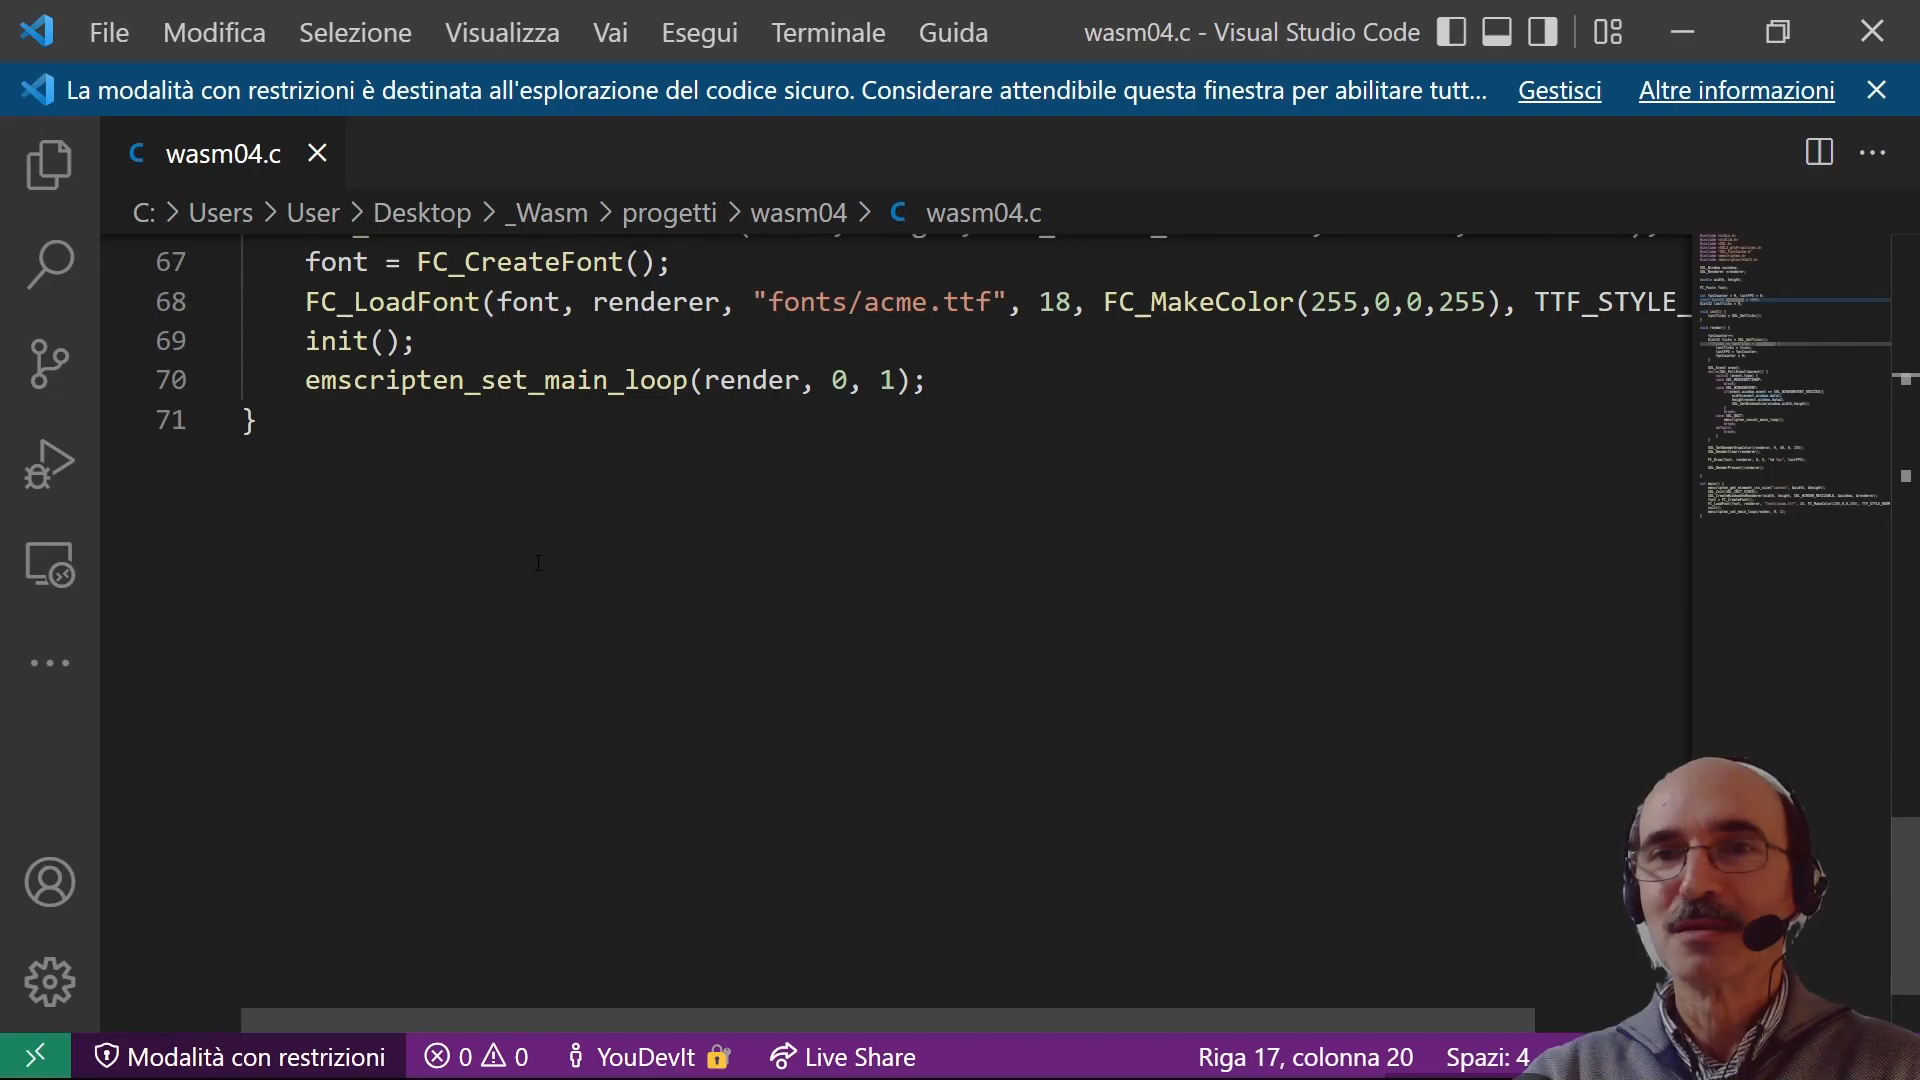 File Modifica Selezione Visualizza Vai Esegui Terminale Guida wasm04.c - Visual Studio Code
La modalità con restrizioni è destinata all'esplorazione del codice sicuro. Considerare attendibile questa finestra per abilitare tutt... Gestisci Altre informazioni
C wasm04.c
C: > Users > User > Desktop > _Wasm > progetti > wasm04 > C wasm04.c
67 font = FC_CreateFont();
68 FC_LoadFont(font, renderer, "fonts/acme.ttf", 18, FC_MakeColor(255,0,0,255), TTF_STYLE_
69 init();
70 emscripten_set_main_loop(render, 0, 1);
71 }
Modalità con restrizioni 0 0 YouDevIt Live Share Riga 17, colonna 20 Spazi: 4